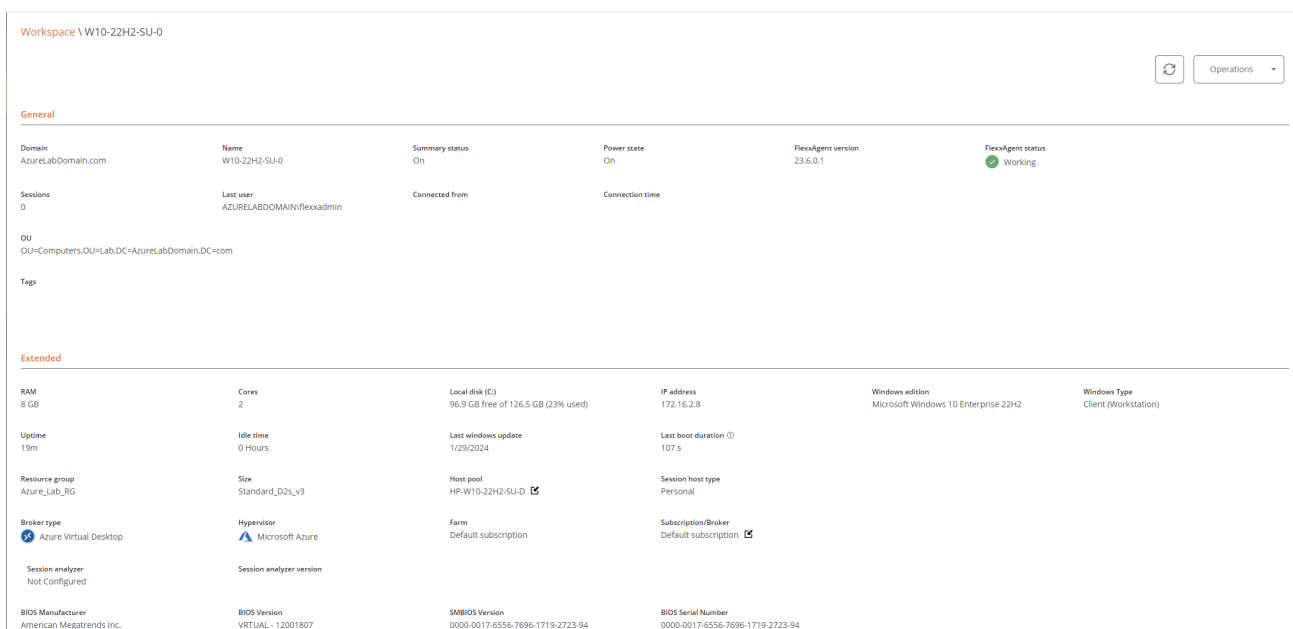 Workspace \ W10-22H2-SU-0
Operations
General
Domain Name Summary status Power state FlexxAgent version FlexxAgent status
AzureLabDomain.com W10-22H2-SU-0 On On 23.6.0.1 Working
Sessions Last user Connected from Connection time
0 AZURELABDOMAIN\flexxadmin
OU
OU=Computers,OU=Lab,DC=AzureLabDomain,DC=com
Tags
Extended
RAM Cores Local disk (C:) IP address Windows edition Windows Type
8 GB 2 96.9 GB free of 126.5 GB (23% used) 172.16.2.8 Microsoft Windows 10 Enterprise 22H2 Client (Workstation)
Uptime Idle time Last windows update Last boot duration
19m 0 Hours 1/29/2024 107 s
Resource group Size Host pool Session host type
Azure_Lab_RG Standard_D2s_v3 HP-W10-22H2-SU-D Personal
Broker type Hypervisor Farm Subscription/Broker
Azure Virtual Desktop Microsoft Azure Default subscription Default subscription
Session analyzer Session analyzer version
Not Configured
BIOS Manufacturer BIOS Version SMBIOS Version BIOS Serial Number
American Megatrends Inc. VRTUAL - 12001807 0000-0017-6556-7696-1719-2723-94 0000-0017-6556-7696-1719-2723-94